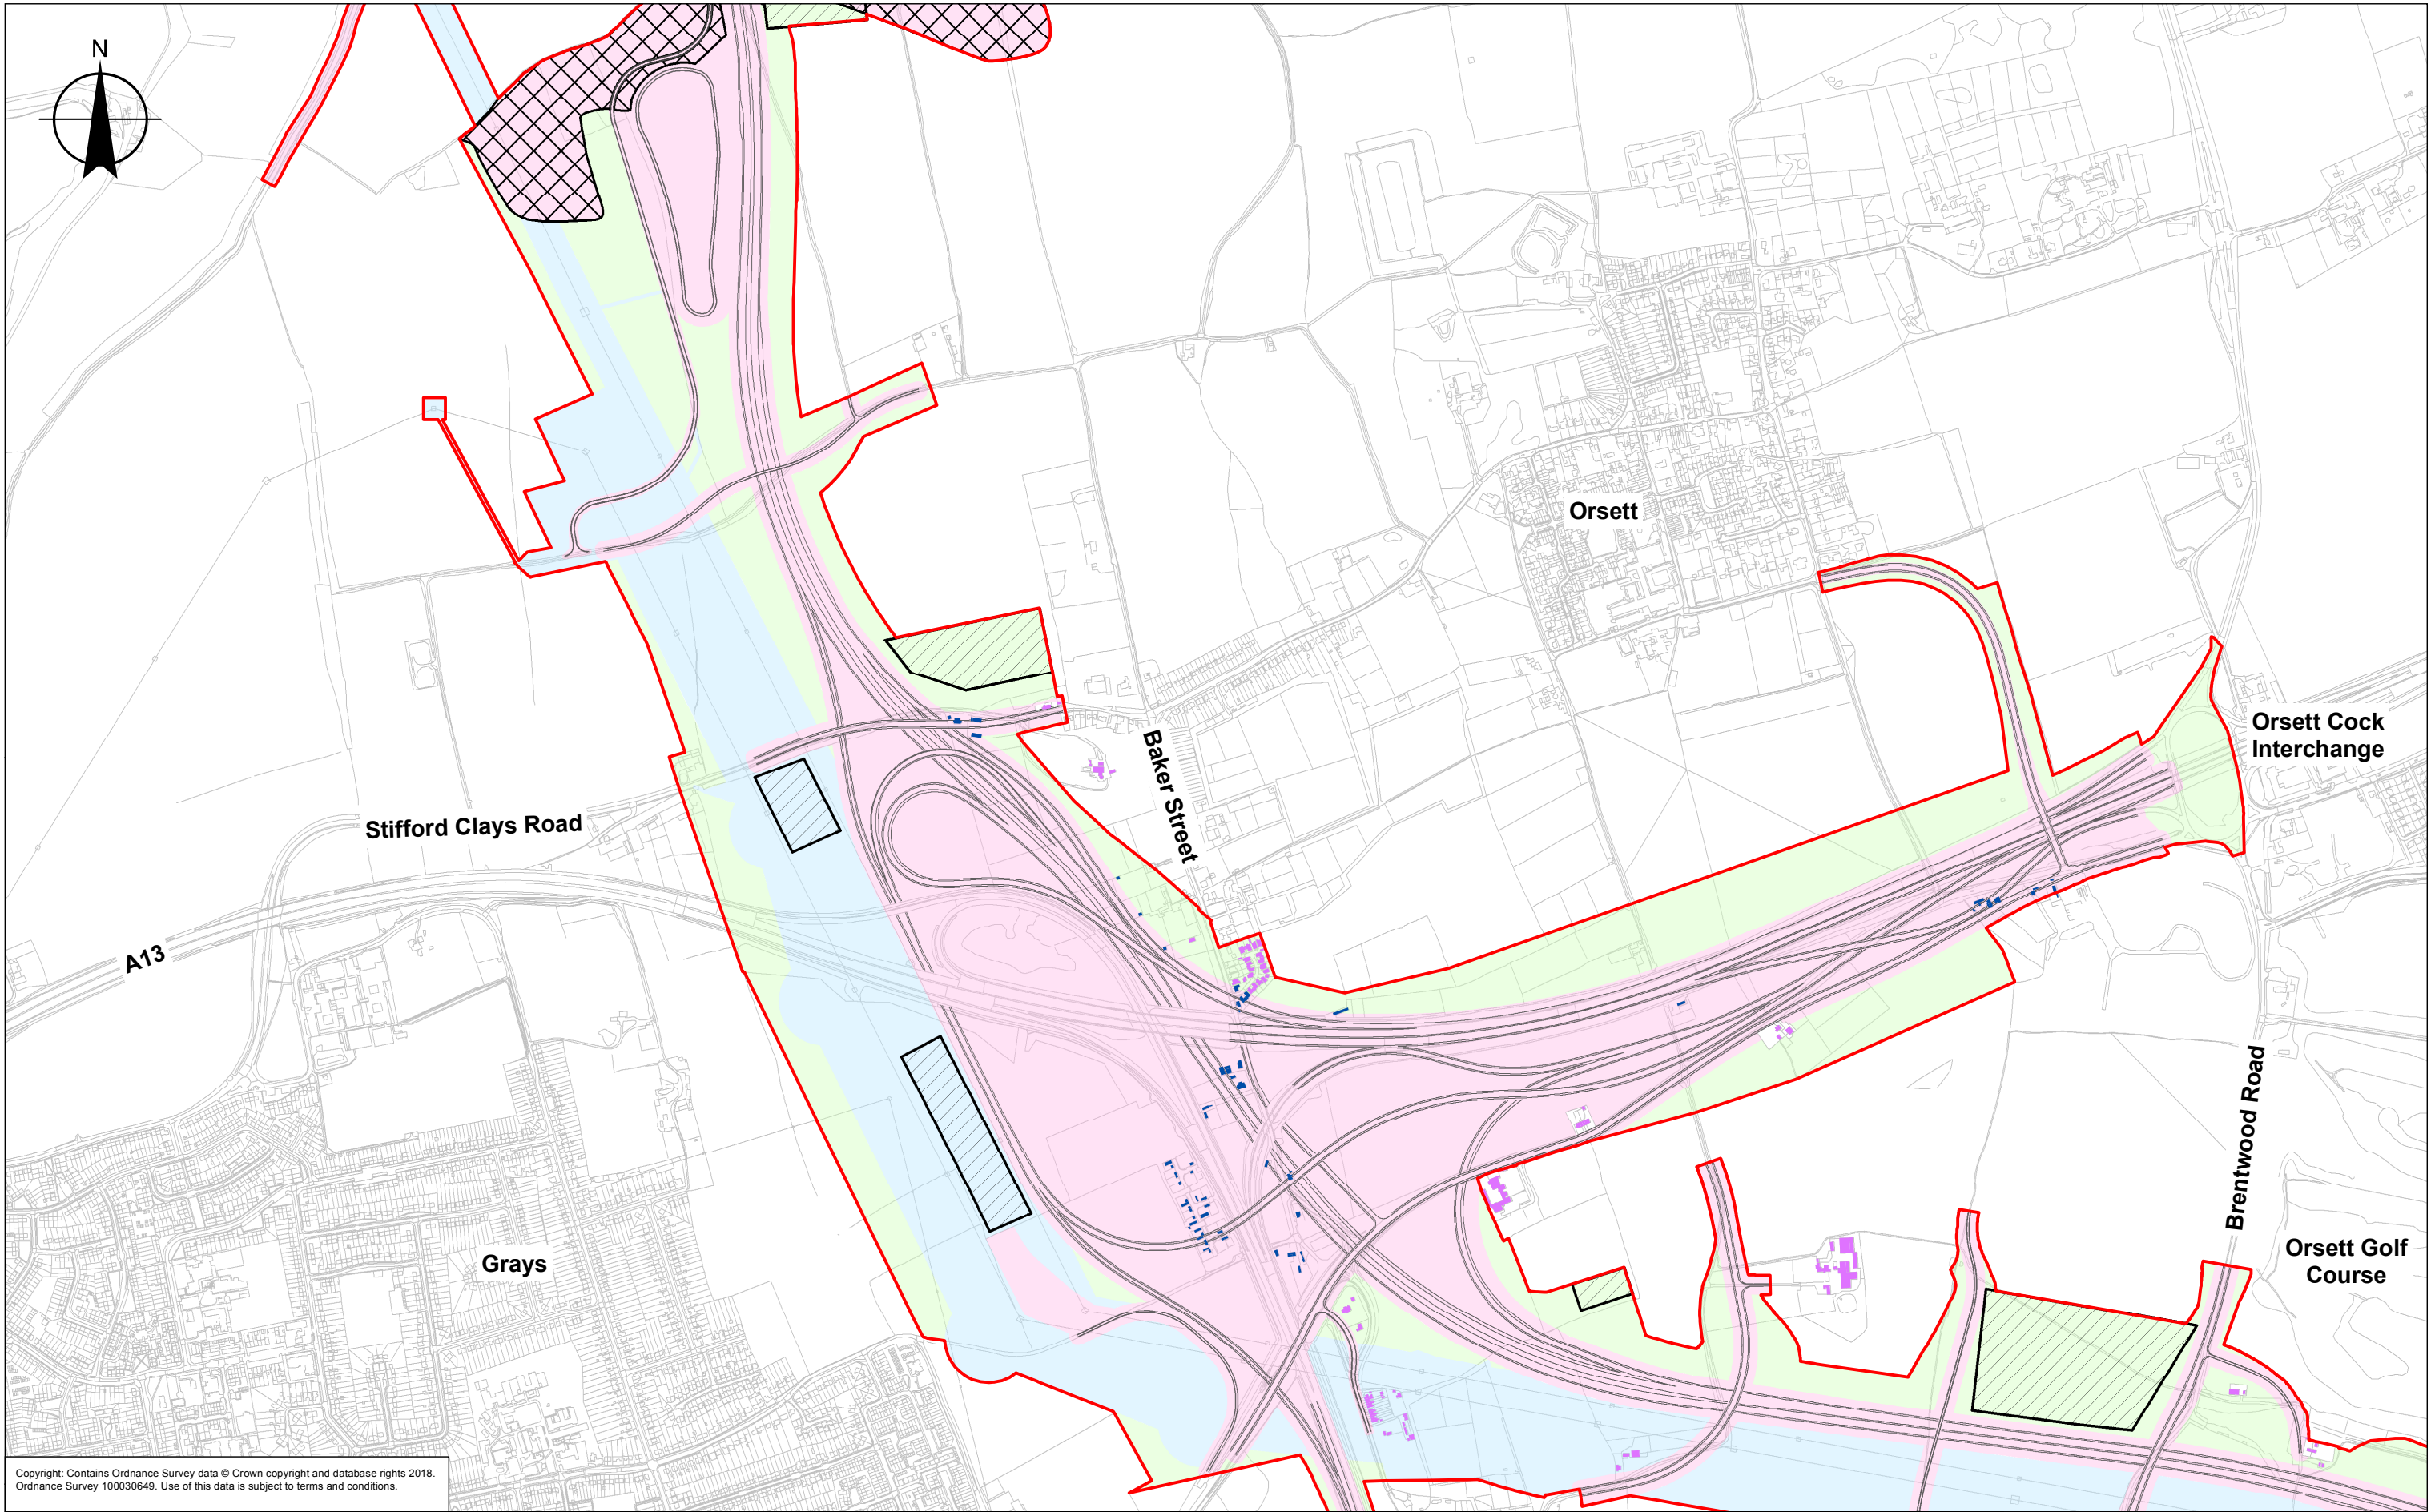 N
Orsett
Orsett Cock
Interchange
Baker Street
Stifford Clays Road
A13
Brentwood Road
Grays
Orsett Golf
Course
Copyright: Contains Ordnance Survey data © Crown copyright and database rights 2018.
Ordnance Survey 100030649. Use of this data is subject to terms and conditions.